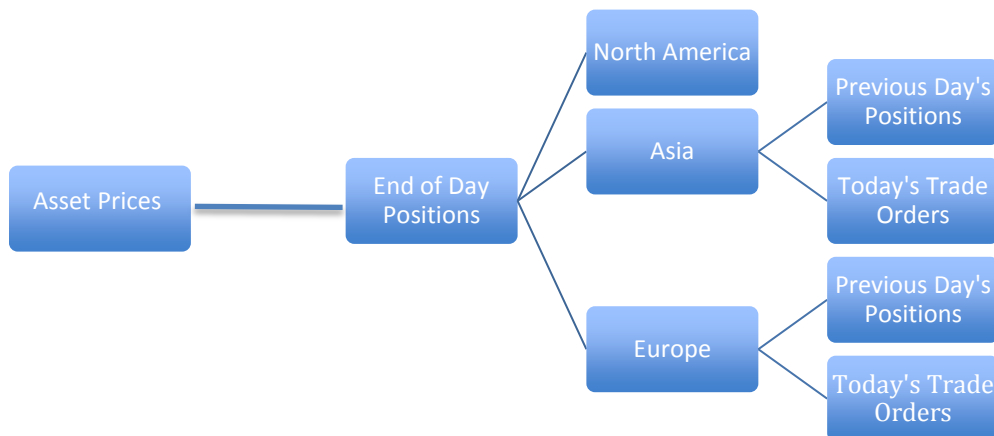 Asset Prices
End of Day
Positions
North America
Asia
Europe
Previous Day's
Positions
Today's Trade
Orders
Previous Day's
Positions
Today's Trade
Orders